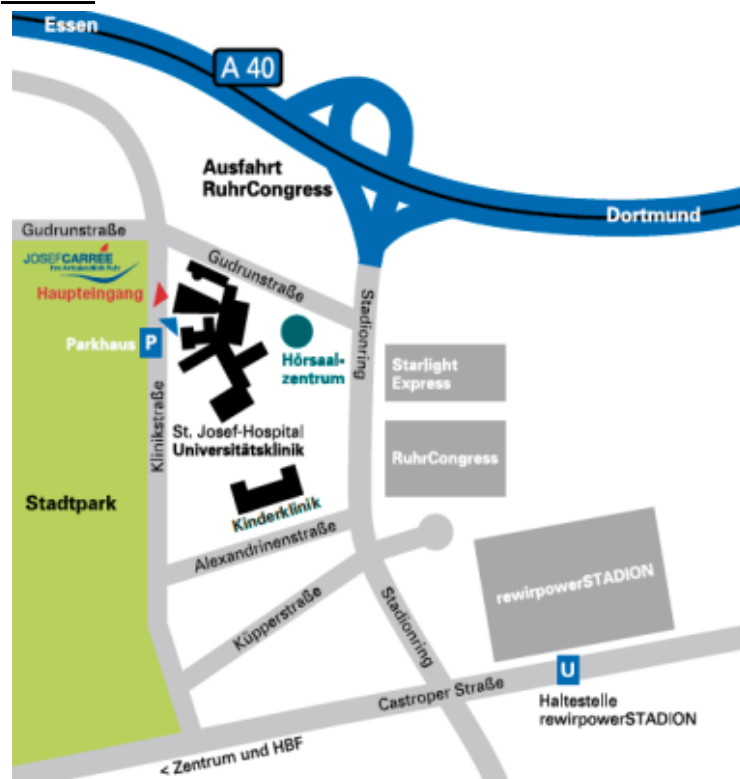 Essen
A 40
Ausfahrt
RuhrCongress
Dortmund
Gudrunstraße
JOSEFCARRÉE
Haupteingang
Gudrunstraße
Parkhaus
P
Hörsaal-
zentrum
Stadionring
Starlight
Express
Klinikstraße
St. Josef-Hospital
Universitätsklinik
RuhrCongress
Stadtpark
Kinderklinik
Alexandrinenstraße
rewirpowerSTADION
Küpperstraße
Stadionring
U
Castroper Straße
Haltestelle
rewirpowerSTADION
< Zentrum und HBF